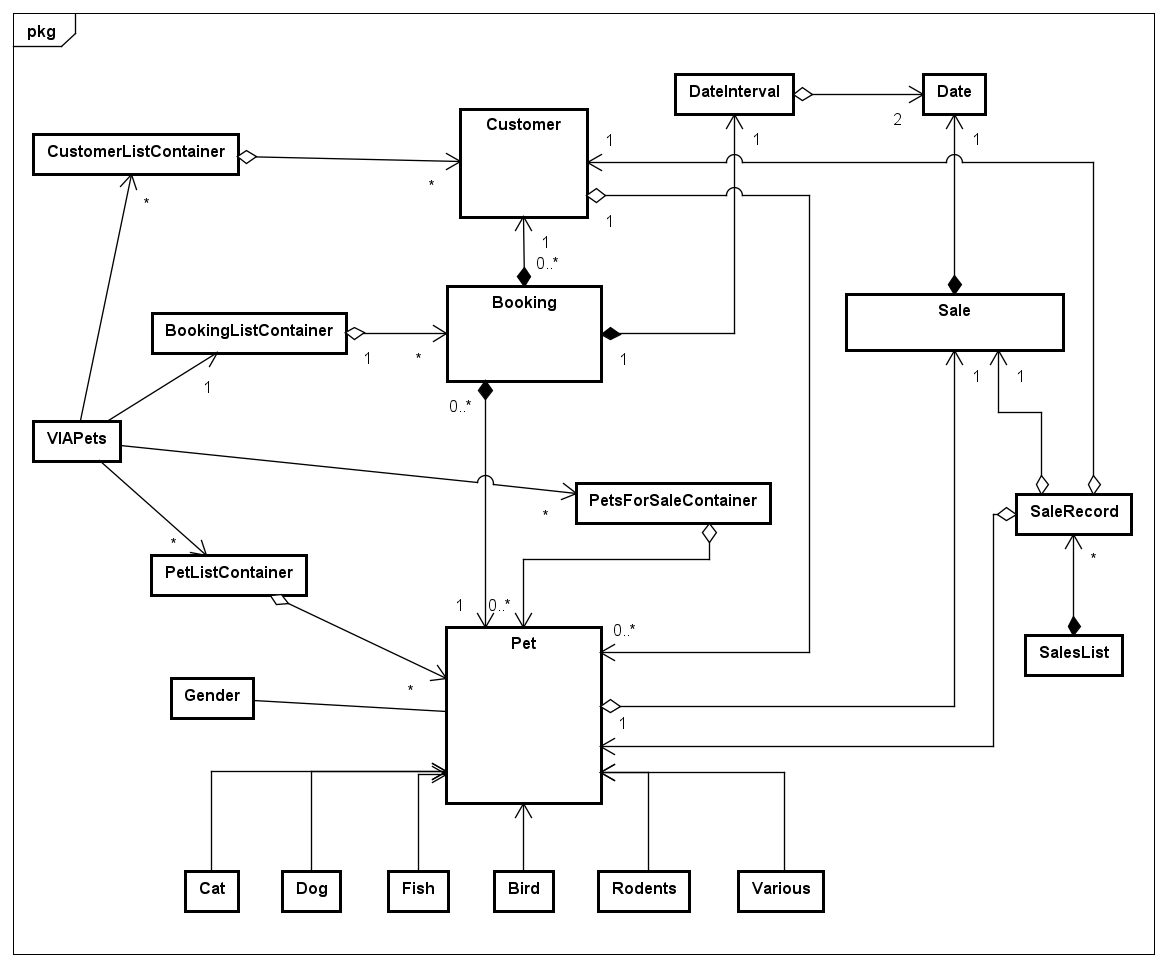 pkg
DateInterval
Date
2
Customer
1
1
1
CustomerListContainer
*
*
1
1
0..*
Booking
Sale
BookingListContainer
1
*
1
1
1
1
0..*
VIAPets
PetsForSaleContainer
*
SaleRecord
*
*
PetListContainer
1
0..*
0..*
Pet
SalesList
*
Gender
1
Cat
Dog
Fish
Bird
Rodents
Various